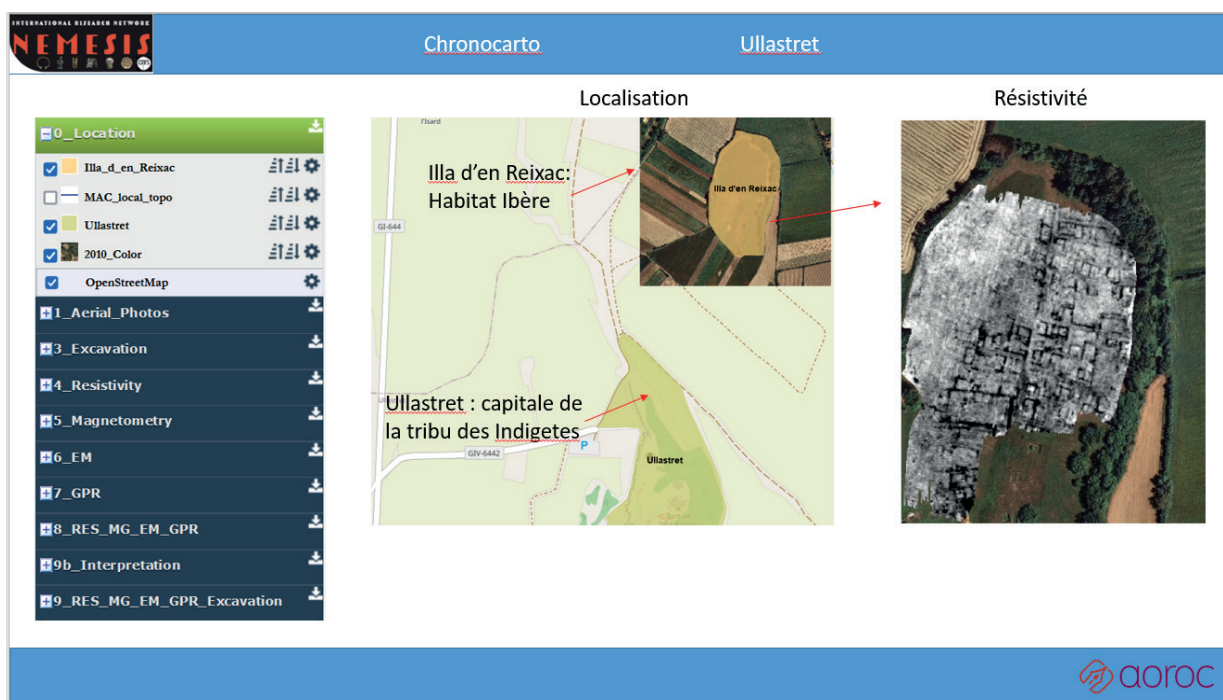 INTERNATIONAL RESEARCH NETWORK
NEMESIS
Chronocarto
Ullastret
Localisation
Résistivité
0_Location
Illa_d_en_Reixac
MAC_local_topo
Ullastret
2010_Color
OpenStreetMap
1_Aerial_Photos
3_Excavation
4_Resistivity
5_Magnetometry
6_EM
7_GPR
8_RES_MG_EM_GPR
9b_Interpretation
9_RES_MG_EM_GPR_Excavation
l'Isard
GI-644
Illa d'en Reixac:
Habitat Ibère
Illa d'en Reixac
Ullastret : capitale de
la tribu des Indigetes
P
GIV-6442
Ullastret
aoroc